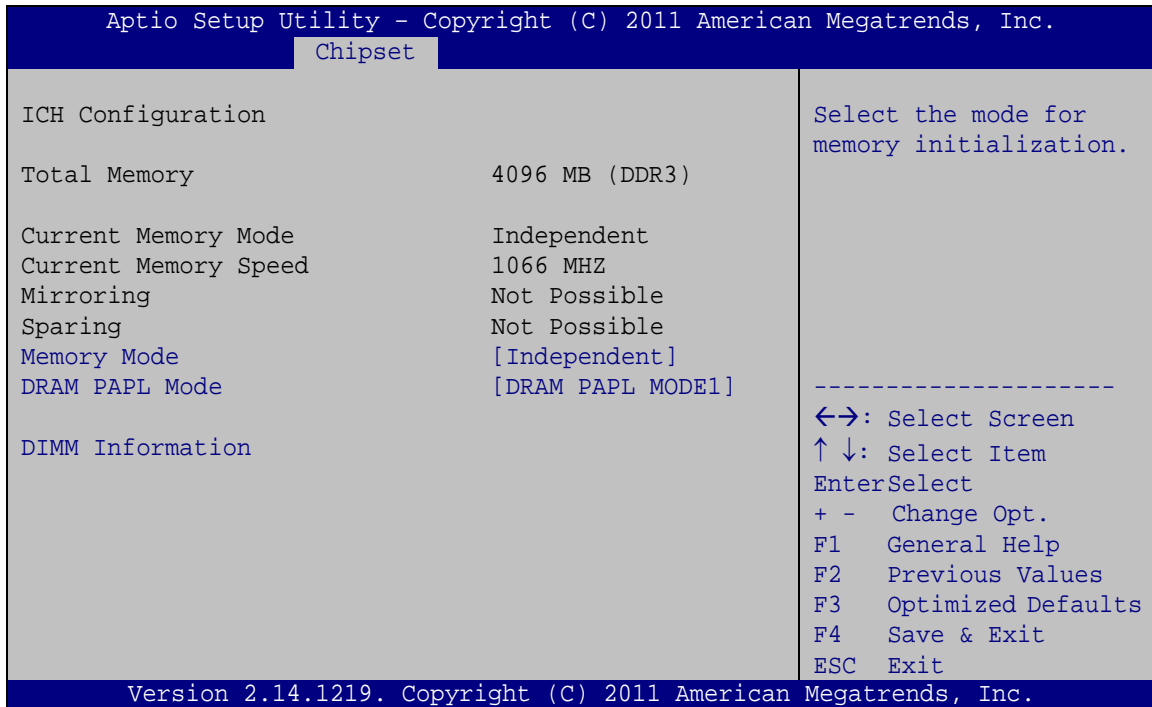 Aptio Setup Utility – Copyright (C) 2011 American Megatrends, Inc.
Chipset
ICH Configuration
Total Memory 4096 MB (DDR3)
Current Memory Mode Independent
Current Memory Speed 1066 MHZ
Mirroring Not Possible
Sparing Not Possible
Memory Mode [Independent]
DRAM PAPL Mode [DRAM PAPL MODE1]
DIMM Information
Select the mode for
memory initialization.
---------------------
←→: Select Screen
↑ ↓: Select Item
EnterSelect
+ - Change Opt.
F1 General Help
F2 Previous Values
F3 Optimized Defaults
F4 Save & Exit
ESC Exit
Version 2.14.1219. Copyright (C) 2011 American Megatrends, Inc.